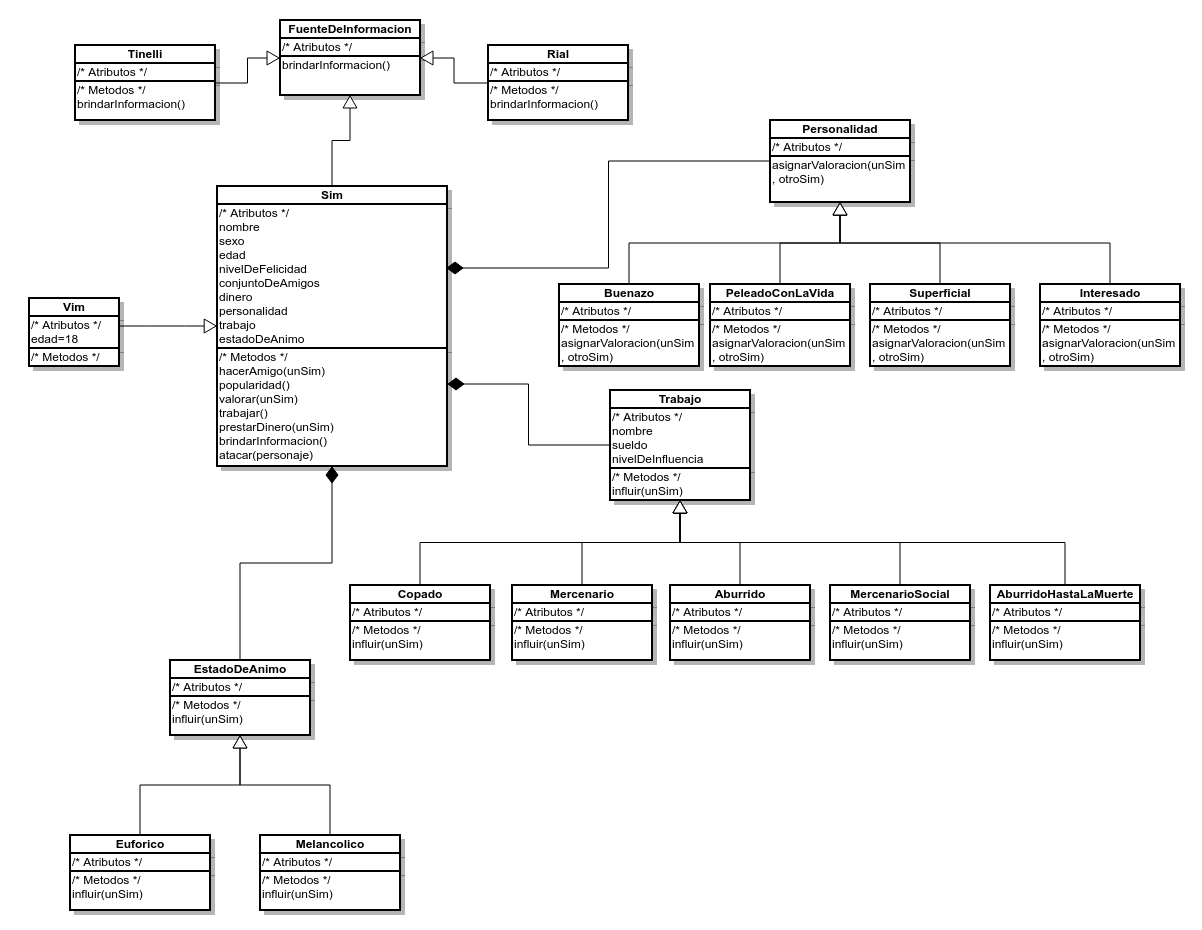 FuenteDeInformacion
/* Atributos */
brindarInformacion()
Tinelli
/* Atributos */
/* Metodos */
brindarInformacion()
Rial
/* Atributos */
/* Metodos */
brindarInformacion()
Personalidad
/* Atributos */
asignarValoracion(unSim
, otroSim)
Sim
/* Atributos */
nombre
sexo
edad
nivelDeFelicidad
conjuntoDeAmigos
dinero
personalidad
trabajo
estadoDeAnimo
/* Metodos */
hacerAmigo(unSim)
popularidad()
valorar(unSim)
trabajar()
prestarDinero(unSim)
brindarInformacion()
atacar(personaje)
Vim
/* Atributos */
edad=18
/* Metodos */
Buenazo
/* Atributos */
/* Metodos */
asignarValoracion(unSim
, otroSim)
PeleadoConLaVida
/* Atributos */
/* Metodos */
asignarValoracion(unSim
, otroSim)
Superficial
/* Atributos */
/* Metodos */
asignarValoracion(unSim
, otroSim)
Interesado
/* Atributos */
/* Metodos */
asignarValoracion(unSim
, otroSim)
Trabajo
/* Atributos */
nombre
sueldo
nivelDeInfluencia
/* Metodos */
influir(unSim)
Copado
/* Atributos */
/* Metodos */
influir(unSim)
Mercenario
/* Atributos */
/* Metodos */
influir(unSim)
Aburrido
/* Atributos */
/* Metodos */
influir(unSim)
MercenarioSocial
/* Atributos */
/* Metodos */
influir(unSim)
AburridoHastaLaMuerte
/* Atributos */
/* Metodos */
influir(unSim)
EstadoDeAnimo
/* Atributos */
/* Metodos */
influir(unSim)
Euforico
/* Atributos */
/* Metodos */
influir(unSim)
Melancolico
/* Atributos */
/* Metodos */
influir(unSim)